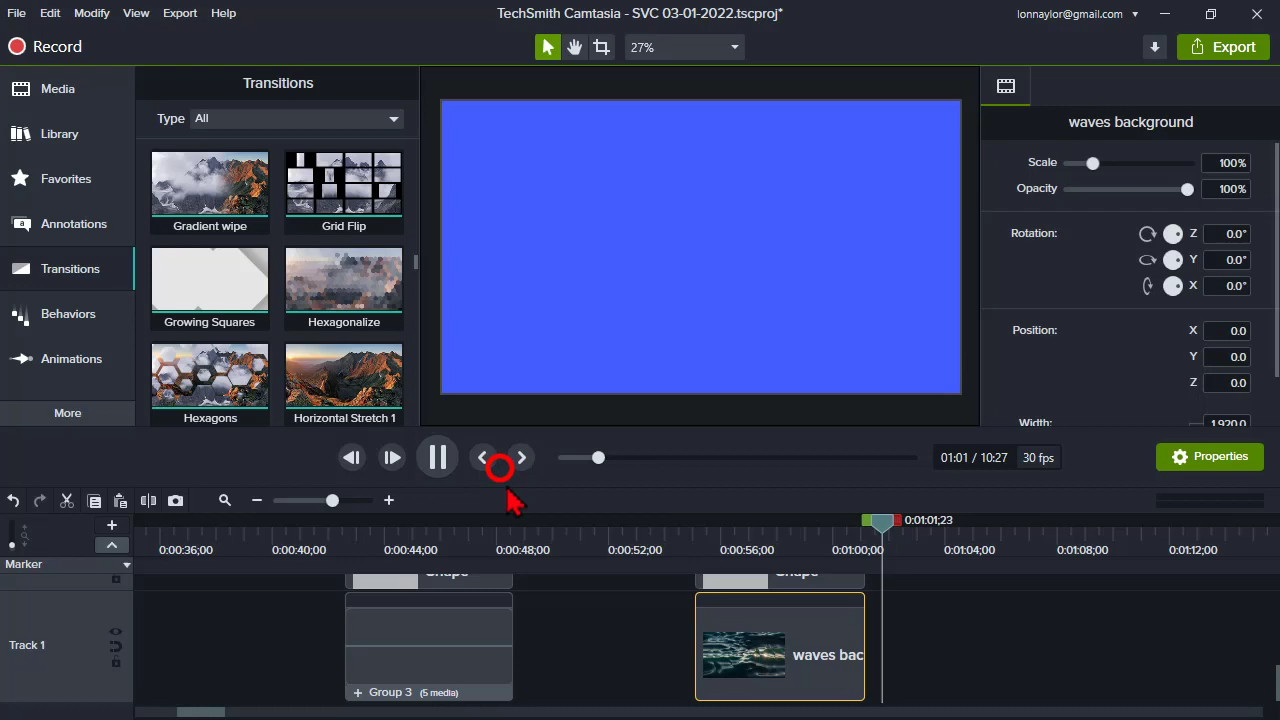 File Edit Modify View Export Help
TechSmith Camtasia - SVC 03-01-2022.tscproj*
lonnaylor@gmail.com
Record
27%
Export
Media
Library
Favorites
Annotations
Transitions
Behaviors
Animations
More
Transitions
Type All
Gradient wipe
Grid Flip
Growing Squares
Hexagonalize
Hexagons
Horizontal Stretch 1
waves background
Scale 100%
Opacity 100%
Rotation: Z 0.0°
Y 0.0°
X 0.0°
Position: X 0.0
Y 0.0
Z 0.0
Width: 1,920.0
01:01 / 10:27 30 fps
Properties
0:01:01;23
0:00:36;00 0:00:40;00 0:00:44;00 0:00:48;00 0:00:52;00 0:00:56;00 0:01:00;00 0:01:04;00 0:01:08;00 0:01:12;00
Marker
Shape
Shape
Track 1
waves bac
+ Group 3 (5 media)